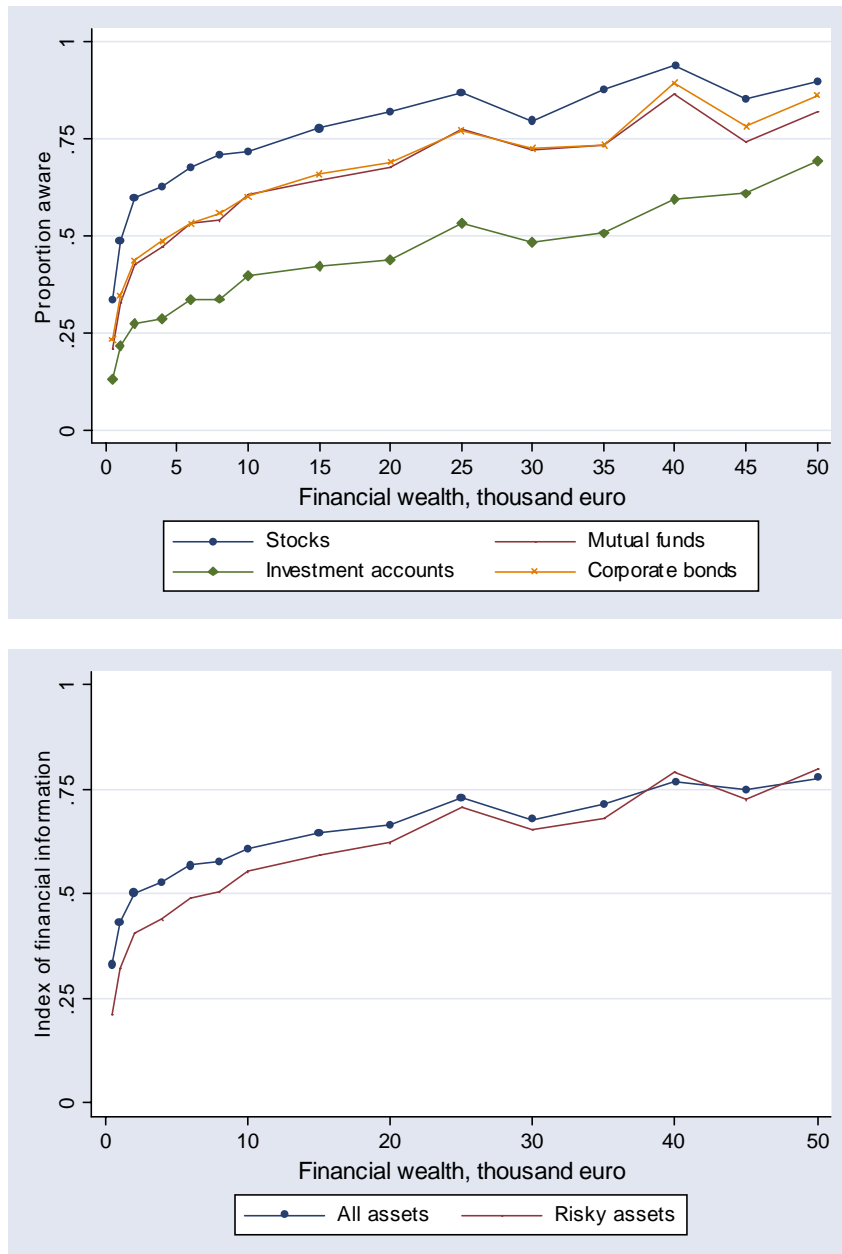 Proportion aware
1
.75
.5
.25
0
0 5 10 15 20 25 30 35 40 45 50
Financial wealth, thousand euro
Stocks Mutual funds
Investment accounts Corporate bonds
Index of financial information
1
.75
.5
.25
0
0 10 20 30 40 50
Financial wealth, thousand euro
All assets Risky assets